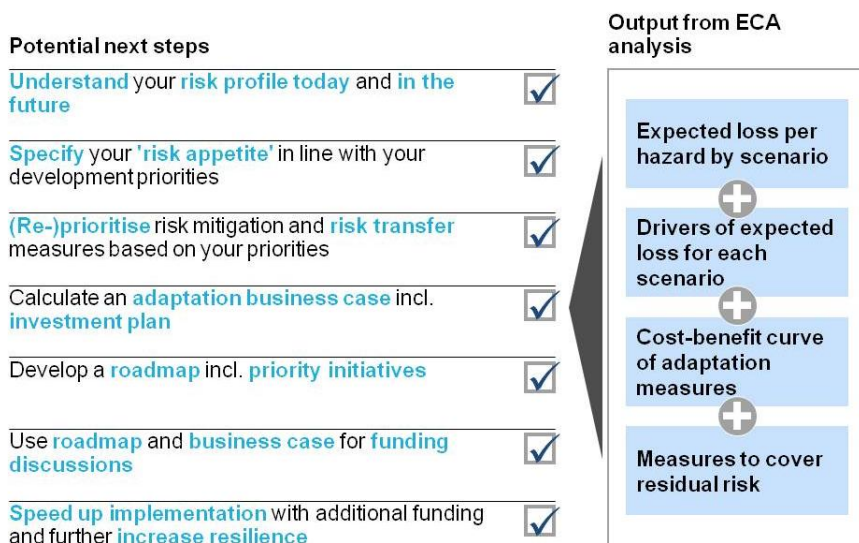 Potential next steps
Understand your risk profile today and in the
future
Specify your 'risk appetite' in line with your
development priorities
(Re-)prioritise risk mitigation and risk transfer
measures based on your priorities
Calculate an adaptation business case incl.
investment plan
Develop a roadmap incl. priority initiatives
Use roadmap and business case for funding
discussions
Speed up implementation with additional funding
and further increase resilience
Output from ECA
analysis
Expected loss per
hazard by scenario
Drivers of expected
loss for each
scenario
Cost-benefit curve
of adaptation
measures
Measures to cover
residual risk